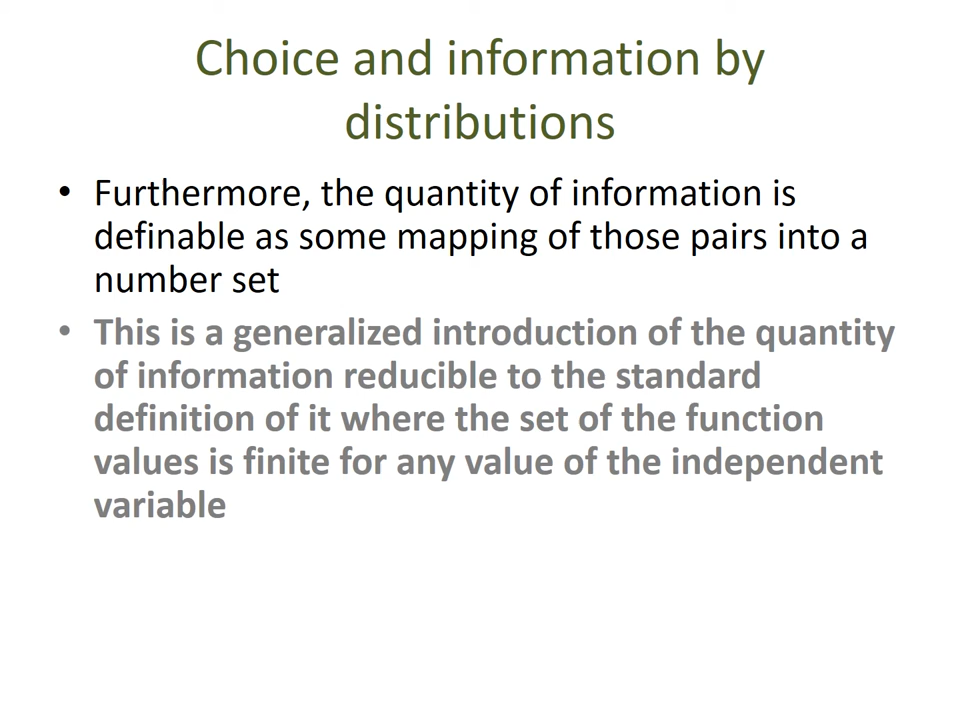 Choice and information by
distributions
• Furthermore, the quantity of information is
definable as some mapping of those pairs into a
number set
• This is a generalized introduction of the quantity
of information reducible to the standard
definition of it where the set of the function
values is finite for any value of the independent
variable